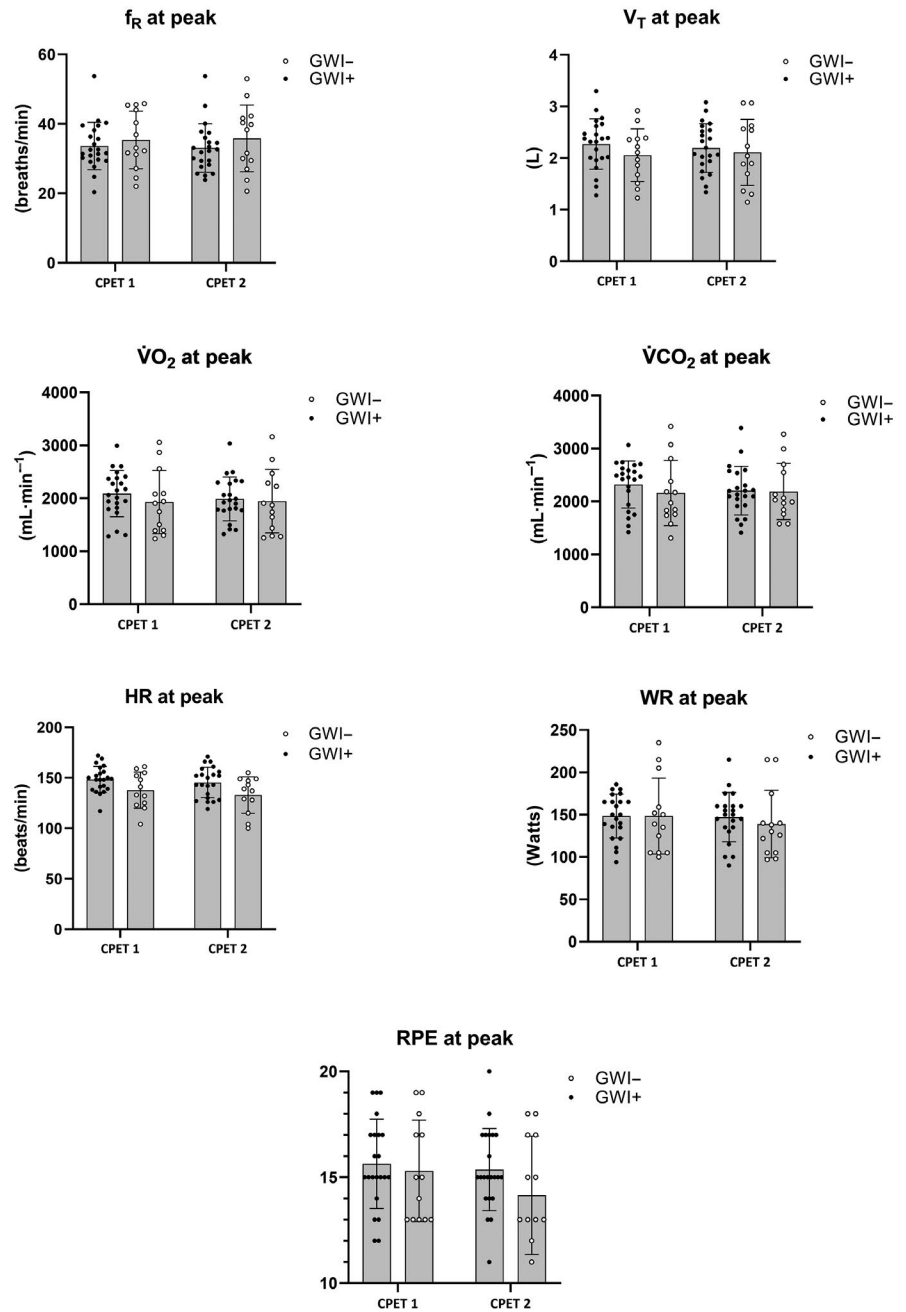 f_R at peak
(breaths/min)
60
40
20
0
CPET 1
CPET 2
GWI–
GWI+
V_T at peak
(L)
4
3
2
1
0
CPET 1
CPET 2
GWI–
GWI+
V̇O₂ at peak
(mL·min⁻¹)
4000
3000
2000
1000
0
CPET 1
CPET 2
GWI–
GWI+
V̇CO₂ at peak
(mL·min⁻¹)
4000
3000
2000
1000
0
CPET 1
CPET 2
GWI–
GWI+
HR at peak
(beats/min)
200
150
100
50
0
CPET 1
CPET 2
GWI–
GWI+
WR at peak
(Watts)
250
200
150
100
50
0
CPET 1
CPET 2
GWI–
GWI+
RPE at peak
20
15
10
CPET 1
CPET 2
GWI–
GWI+